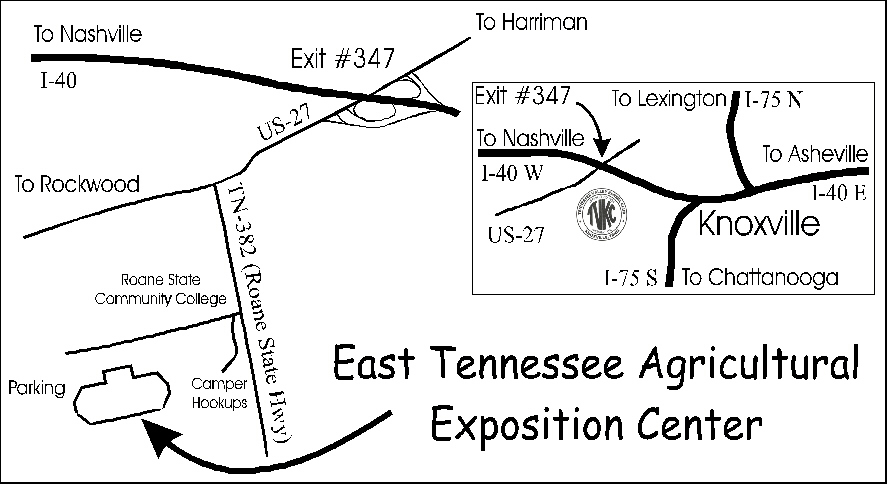 To Nashville
I-40
Exit #347
To Harriman
US-27
To Rockwood
TN-382 (Roane State Hwy)
Roane State
Community College
Parking
Camper
Hookups
Exit #347
To Lexington
I-75 N
To Nashville
I-40 W
To Asheville
I-40 E
US-27
TVKC
Knoxville
I-75 S
To Chattanooga
East Tennessee Agricultural
Exposition Center